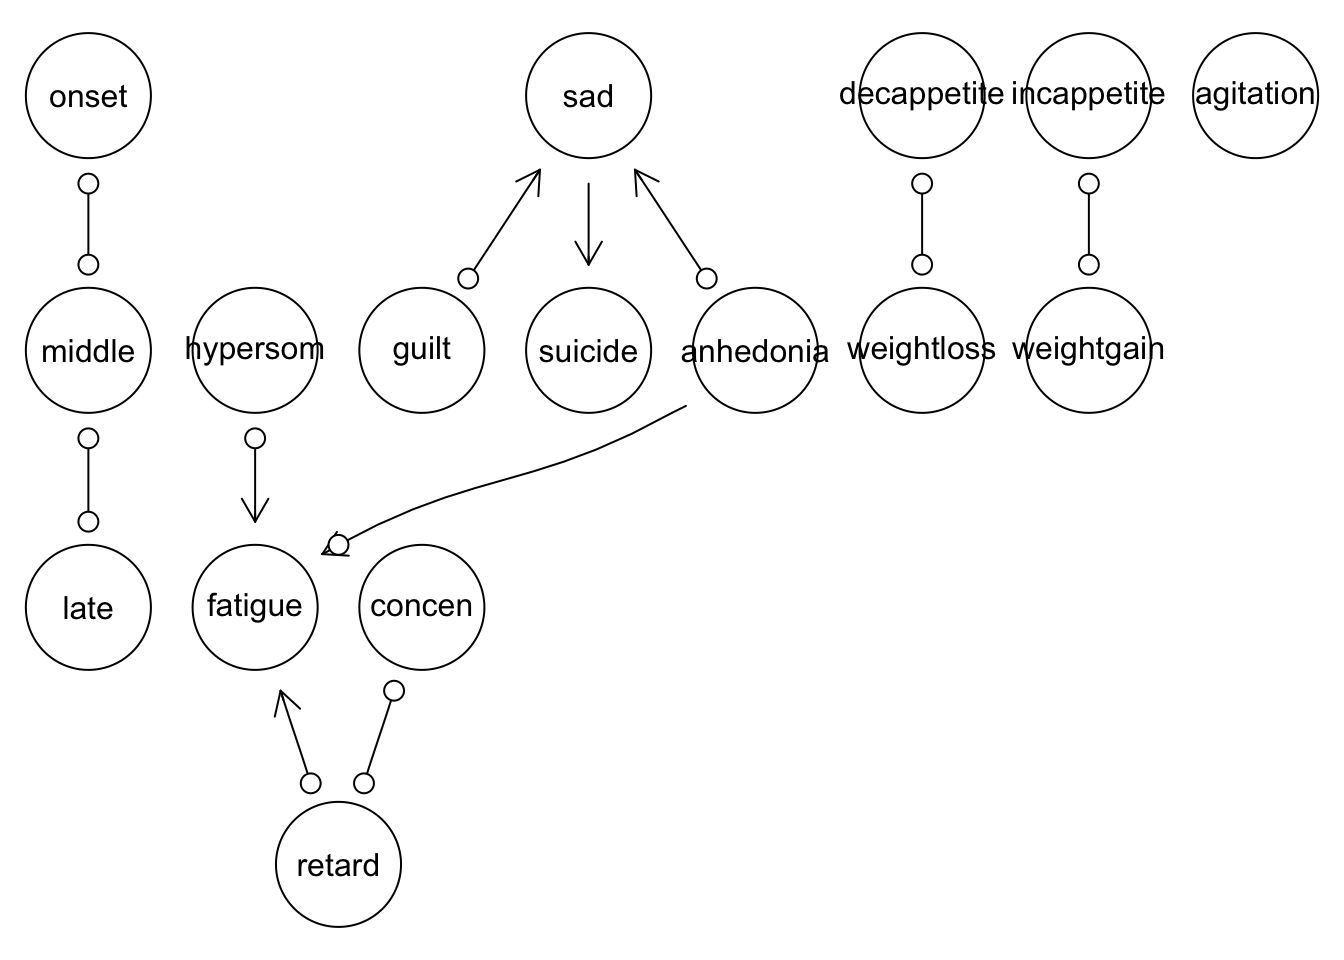 onset
sad
decappetite
incappetite
agitation
middle
hypersom
guilt
suicide
anhedonia
weightloss
weightgain
late
fatigue
concen
retard